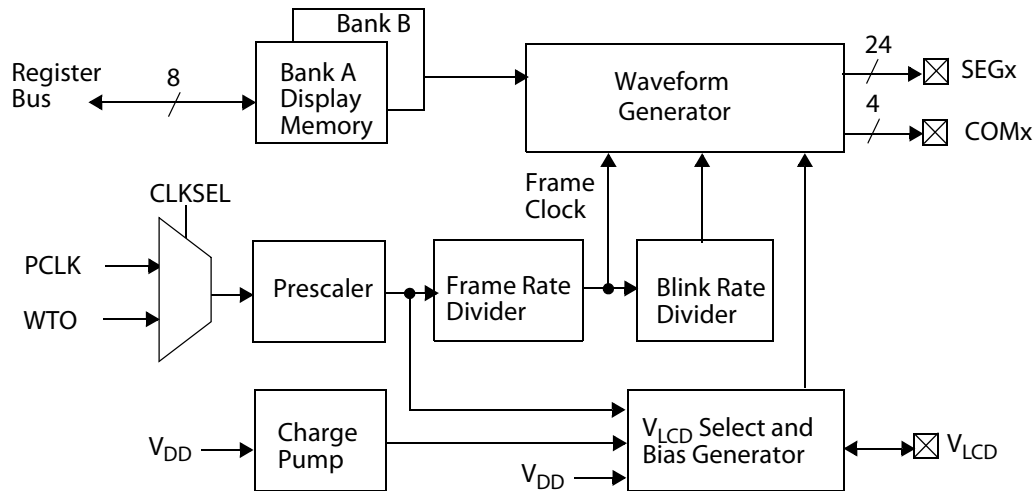 Bank B
Bank A
Display
Memory
Register
Bus
8
Waveform
Generator
24
SEGx
4
COMx
CLKSEL
Frame
Clock
PCLK
WTO
Prescaler
Frame Rate
Divider
Blink Rate
Divider
VDD
Charge
Pump
VLCD Select and
Bias Generator
VDD
VLCD